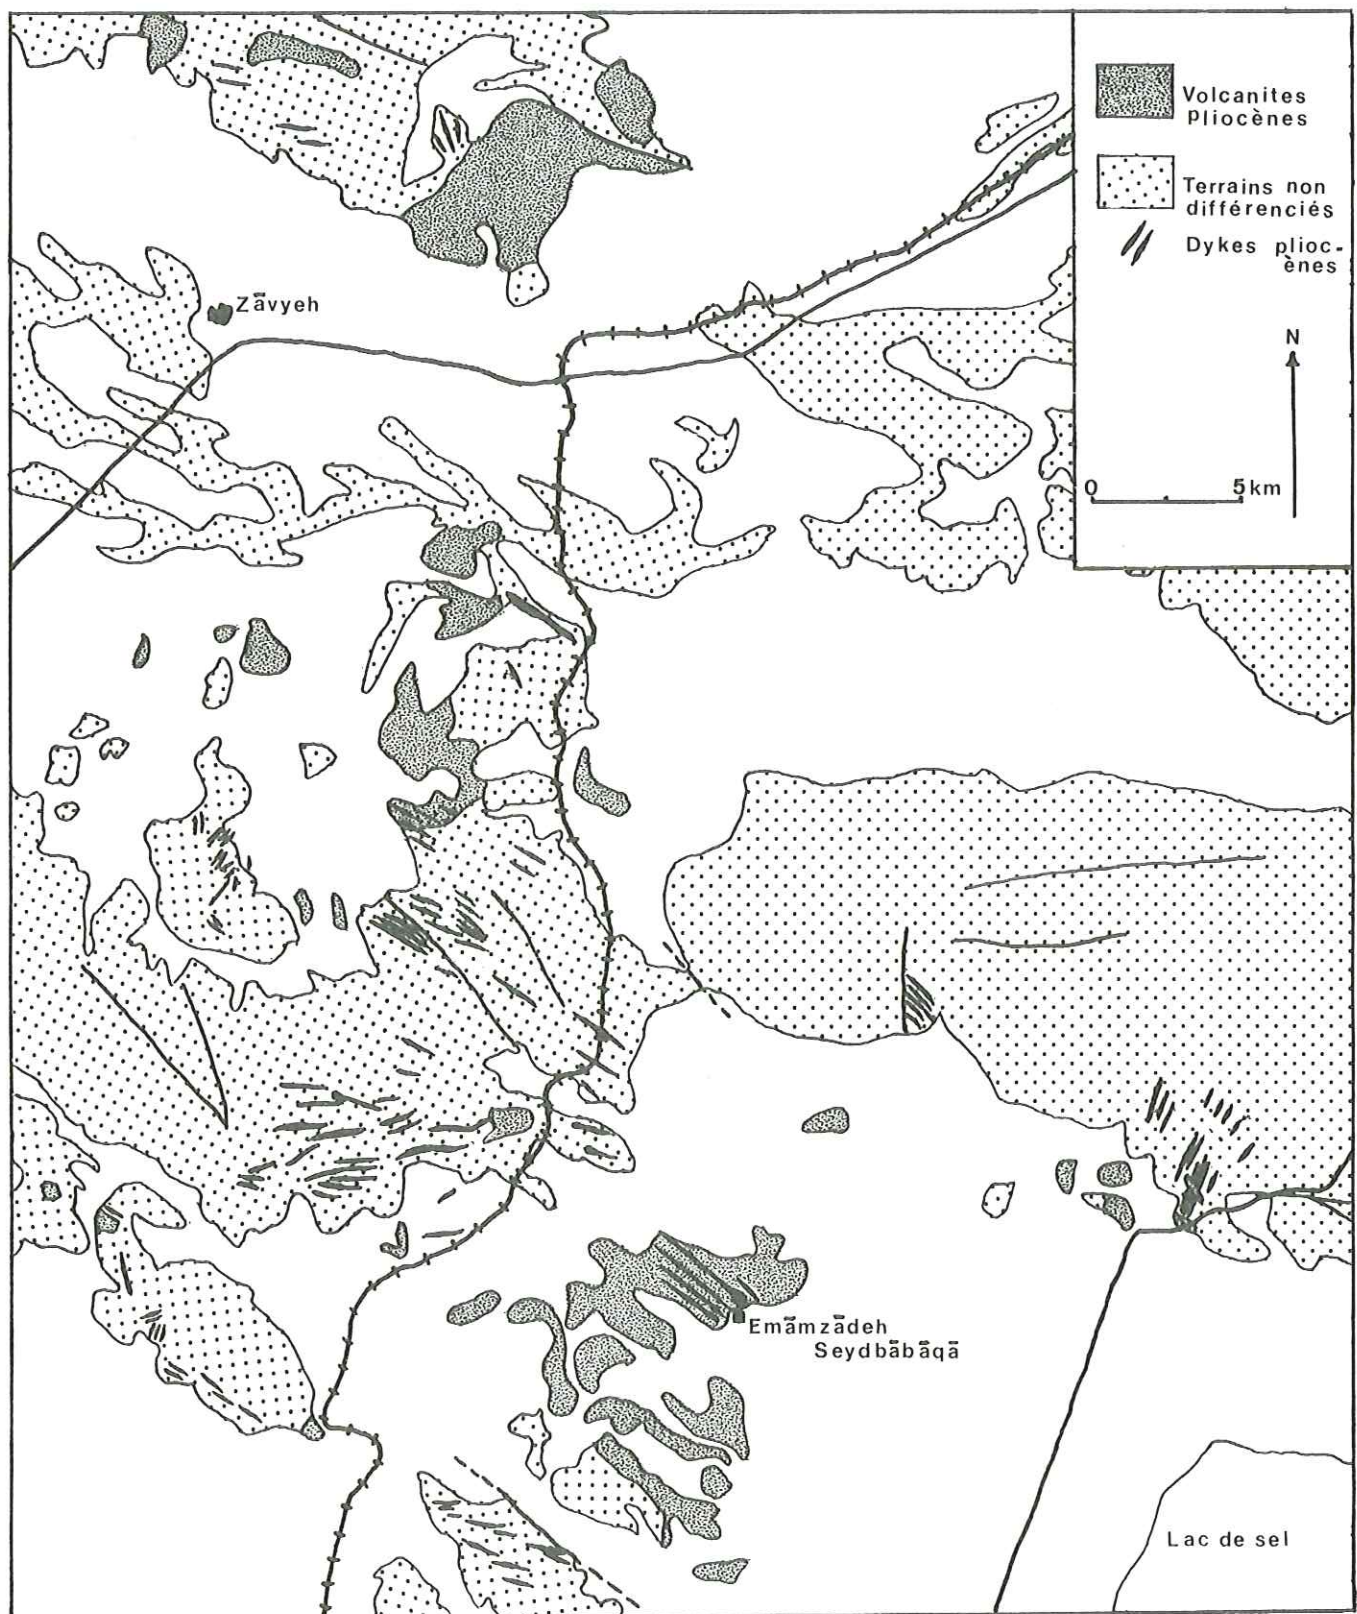 Volcanites
Pliocènes
Terrains non
différenciés
Dykes plioc-
ènes
N
0 5km
Zāvyeh
Emāmzādeh
Seydbābāqā
Lac de sel